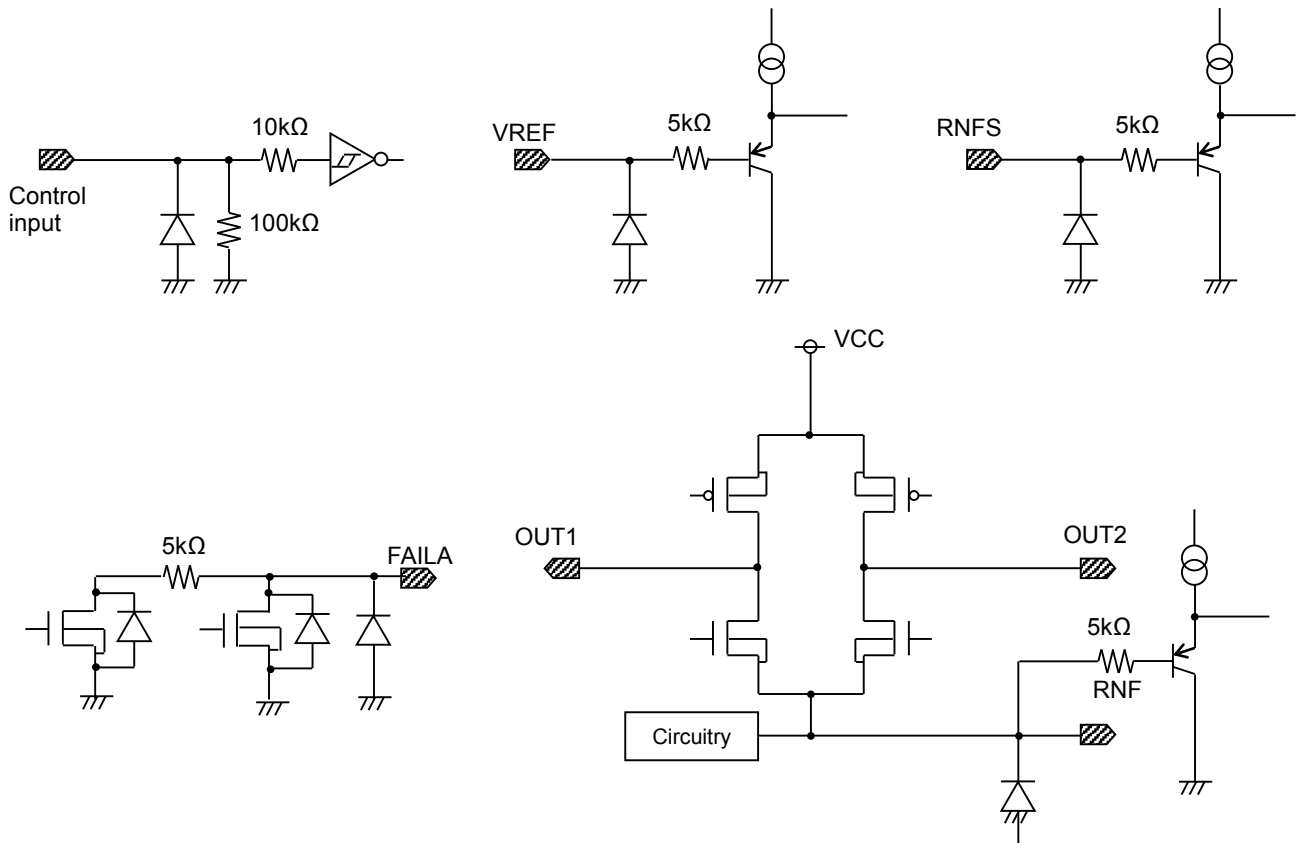 10kΩ
Control
input
100kΩ
VREF
5kΩ
RNFS
5kΩ
VCC
5kΩ
FAILA
OUT1
OUT2
5kΩ
RNF
Circuitry